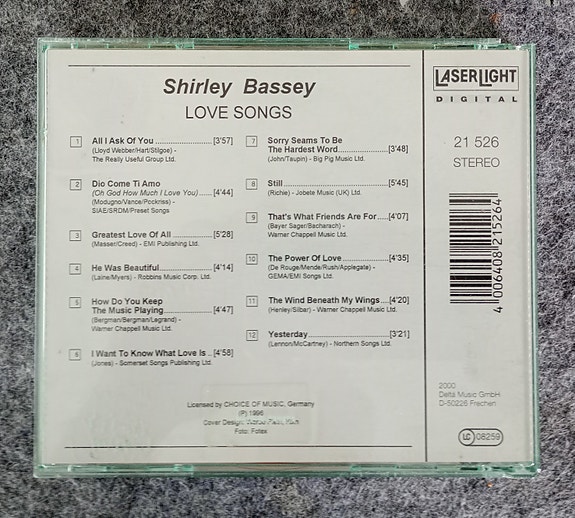 Shirley Bassey
LOVE SONGS
1 All I Ask Of You [3'57]
(Lloyd Webber/Hart/Stilgoe) -
The Really Useful Group Ltd.
2 Dio Come Ti Amo
(Oh God How Much I Love You) [4'44]
(Modugno/Vance/Pockriss) -
SIAE/SRDM/Preset Songs
3 Greatest Love Of All [5'28]
(Masser/Creed) - EMI Publishing Ltd.
4 He Was Beautiful [4'14]
(Laine/Myers) - Robbins Music Corp. Ltd.
5 How Do You Keep
The Music Playing [4'47]
(Bergman/Bergman/Legrand) -
Warner Chappell Music Ltd.
6 I Want To Know What Love Is .. [4'58]
(Jones) - Somerset Songs Publishing Ltd.
7 Sorry Seams To Be
The Hardest Word [3'48]
(John/Taupin) - Big Pig Music Ltd.
8 Still [5'45]
(Richie) - Jobete Music (UK) Ltd.
9 That's What Friends Are For [4'07]
(Bayer Sager/Bacharach) -
Warner Chappell Music Ltd.
10 The Power Of Love [4'35]
(De Rouge/Mende/Rush/Applegate) -
GEMA/EMI Songs Ltd.
11 The Wind Beneath My Wings [4'20]
(Henley/Silbar) - Warner Chappell Music Ltd.
12 Yesterday [3'21]
(Lennon/McCartney) - Northern Songs Ltd.
Licensed by CHOICE OF MUSIC, Germany
(P) 1996
Cover Design:
Foto: Fotex
LASERLIGHT
DIGITAL
21 526
STEREO
4 006408 215264
2000
Delta Music GmbH
D-50226 Frechen
LC 08259